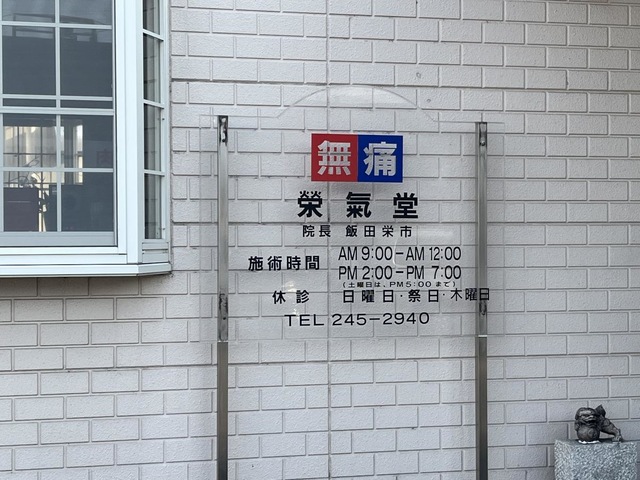 無痛
榮氣堂
院長 飯田栄市
施術時間 AM 9:00－AM 12:00
PM 2:00－PM 7:00
(土曜日は、PM5:00まで)
休診 日曜日・祭日・木曜日
TEL 245－2940